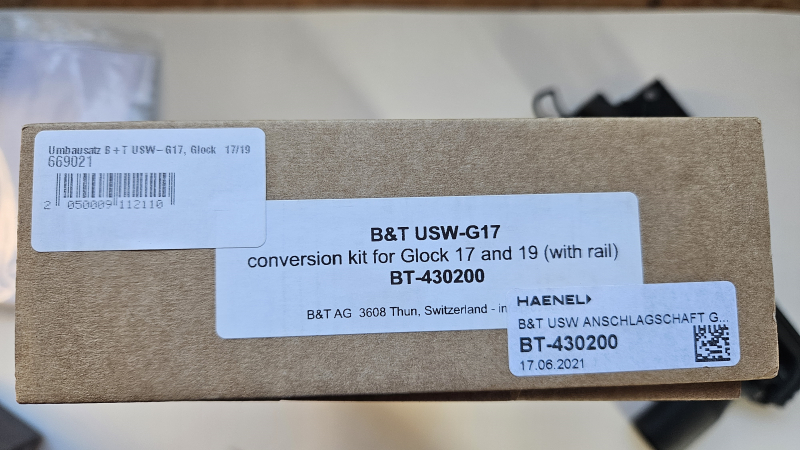 Umbausatz B+T USW-G17, Glock 17/19
669021
2 050009 112110
B&T USW-G17
conversion kit for Glock 17 and 19 (with rail)
BT-430200
B&T AG 3608 Thun, Switzerland - in
HAENEL
B&T USW ANSCHLAGSCHAFT G...
BT-430200
17.06.2021